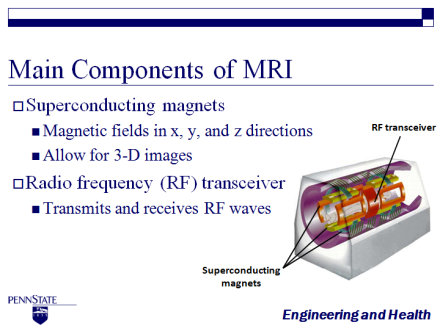 Main Components of MRI
Superconducting magnets
Magnetic fields in x, y, and z directions
Allow for 3-D images
Radio frequency (RF) transceiver
Transmits and receives RF waves
RF transceiver
Superconducting
magnets
PENNSTATE
Engineering and Health